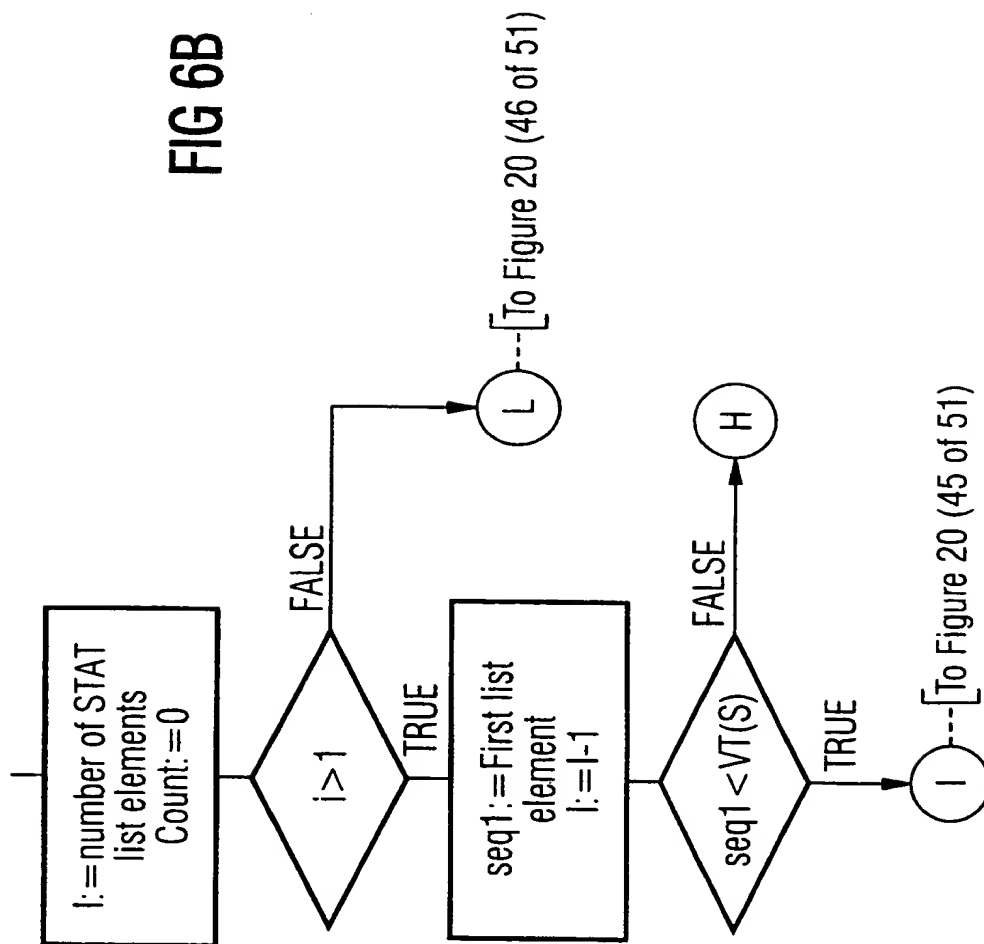 FIG 6B
I:=number of STAT
list elements
Count:=0
i>1
FALSE
TRUE
L
To Figure 20 (46 of 51)
seq1:=First list
element
I:=I-1
seq1<VT(S)
FALSE
H
TRUE
I
To Figure 20 (45 of 51)